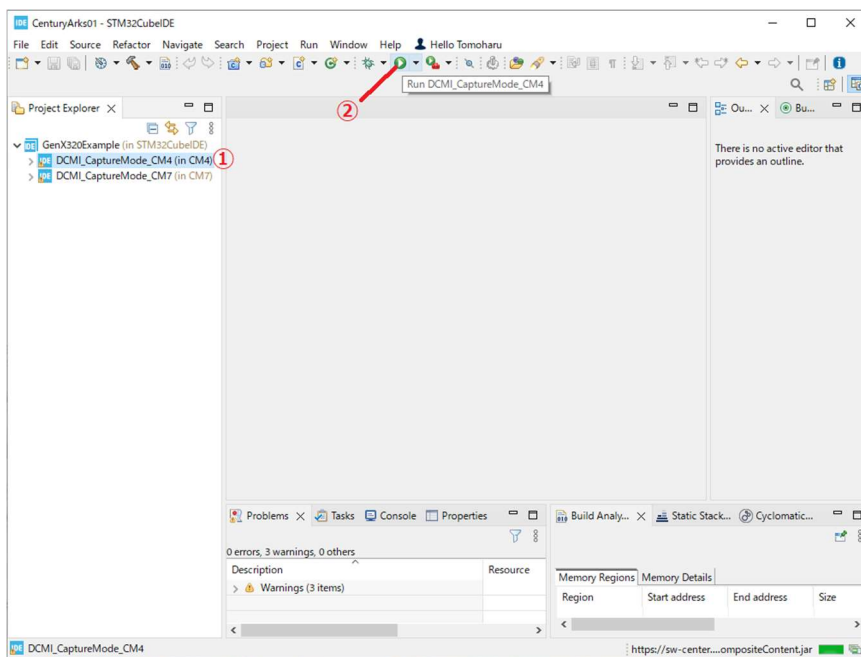 CenturyArks01 - STM32CubeIDE
File Edit Source Refactor Navigate Search Project Run Window Help Hello Tomoharu
Run DCMI_CaptureMode_CM4
②
Project Explorer
Ou... Bu...
GenX320Example (in STM32CubeIDE)
DCMI_CaptureMode_CM4 (in CM4) ①
DCMI_CaptureMode_CM7 (in CM7)
There is no active editor that
provides an outline.
Problems Tasks Console Properties
Build Analy... Static Stack... Cyclomatic...
0 errors, 3 warnings, 0 others
Description Resource
Warnings (3 items)
Memory Regions Memory Details
Region Start address End address Size
DCMI_CaptureMode_CM4
https://sw-center....ompositeContent.jar